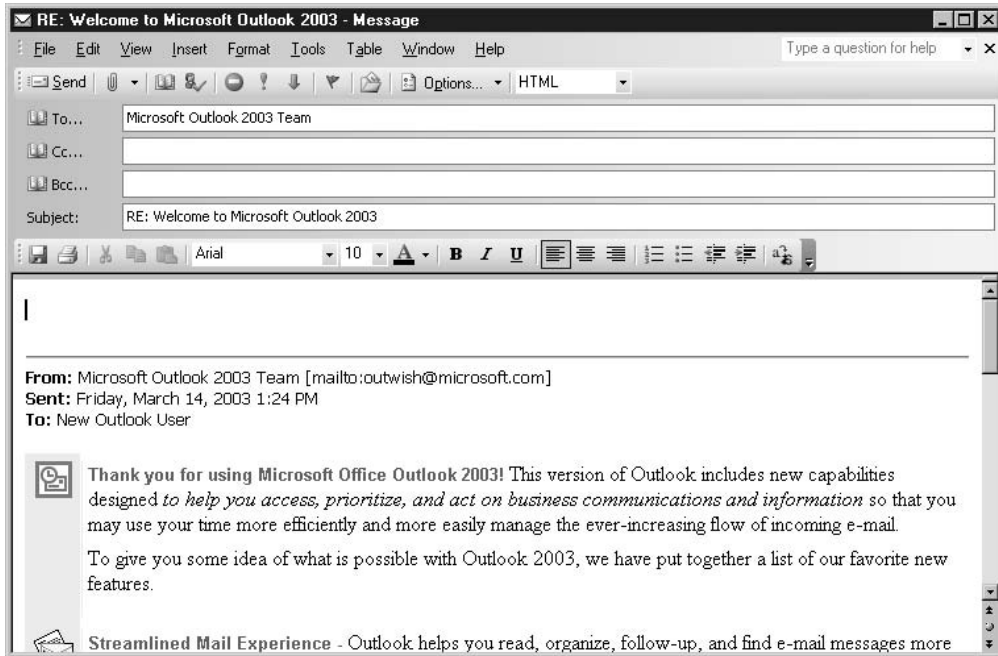 RE: Welcome to Microsoft Outlook 2003 - Message
File Edit View Insert Format Tools Table Window Help Type a question for help
Send Options... HTML
To... Microsoft Outlook 2003 Team
Cc...
Bcc...
Subject: RE: Welcome to Microsoft Outlook 2003
Arial 10 A B I U
From: Microsoft Outlook 2003 Team [mailto:outwish@microsoft.com]
Sent: Friday, March 14, 2003 1:24 PM
To: New Outlook User
Thank you for using Microsoft Office Outlook 2003! This version of Outlook includes new capabilities
designed to help you access, prioritize, and act on business communications and information so that you
may use your time more efficiently and more easily manage the ever-increasing flow of incoming e-mail.
To give you some idea of what is possible with Outlook 2003, we have put together a list of our favorite new
features.
Streamlined Mail Experience - Outlook helps you read, organize, follow-up, and find e-mail messages more